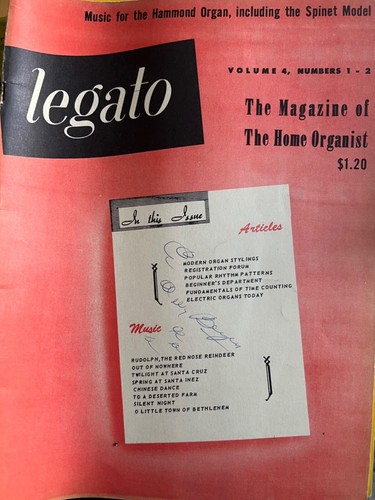 Music for the Hammond Organ, including the Spinet Model
legato
VOLUME 4, NUMBERS 1 - 2
The Magazine of
The Home Organist
$1.20
In this Issue
Articles
MODERN ORGAN STYLINGS
REGISTRATION FORUM
POPULAR RHYTHM PATTERNS
BEGINNER'S DEPARTMENT
FUNDAMENTALS OF TIME COUNTING
ELECTRIC ORGANS TODAY
Music
RUDOLPH, THE RED NOSE REINDEER
OUT OF NOWHERE
TWILIGHT AT SANTA CRUZ
SPRING AT SANTA INEZ
CHINESE DANCE
TO A DESERTED FARM
SILENT NIGHT
O LITTLE TOWN OF BETHLEHEM